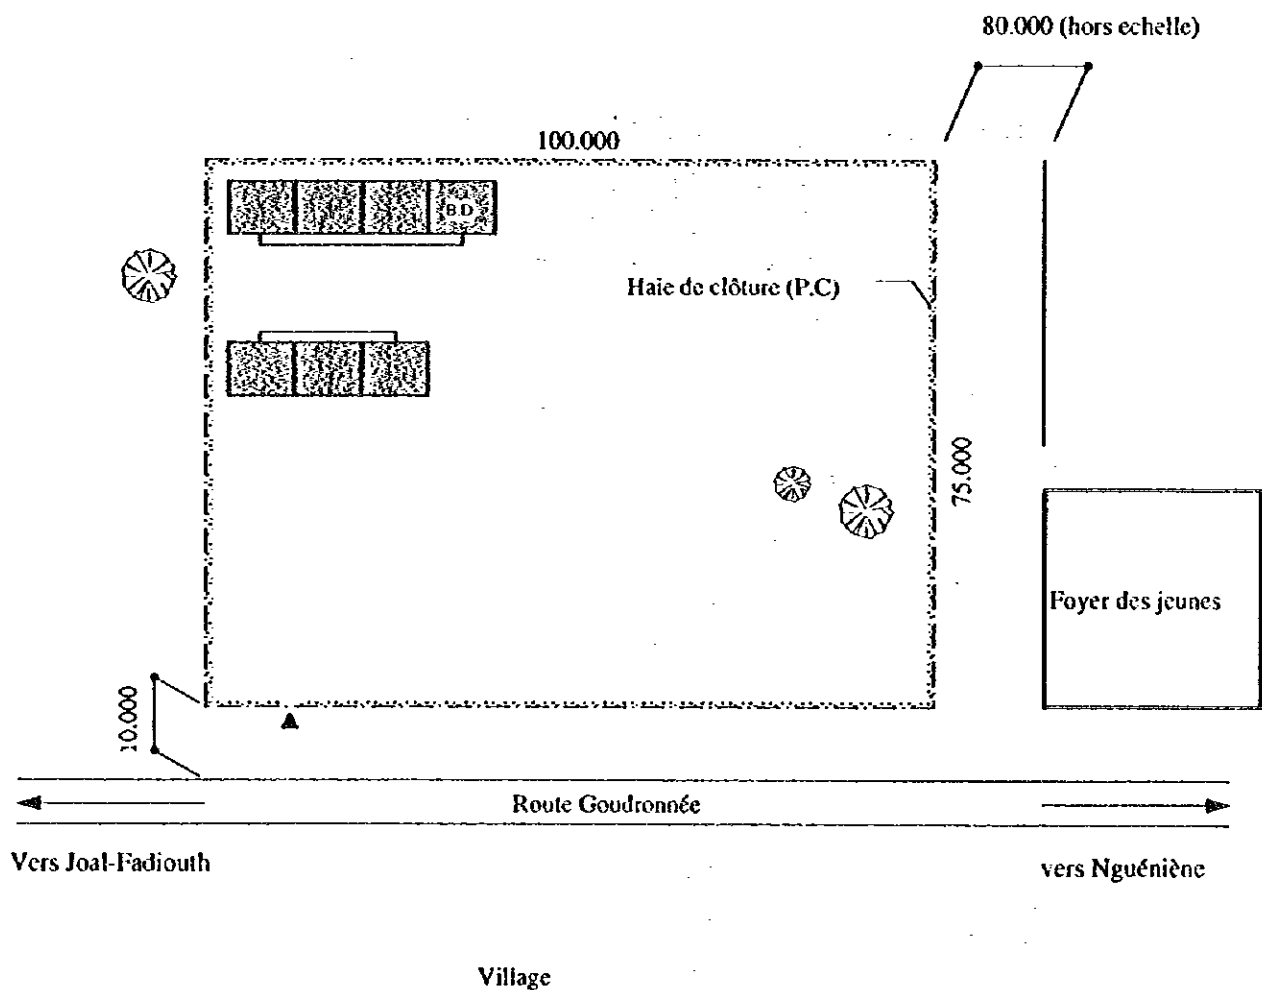 80.000 (hors echelle)
100.000
B.D
Haie de clôture (P.C)
75.000
Foyer des jeunes
10.000
Route Goudronnée
Vers Joal-Fadiouth
vers Nguéniène
Village